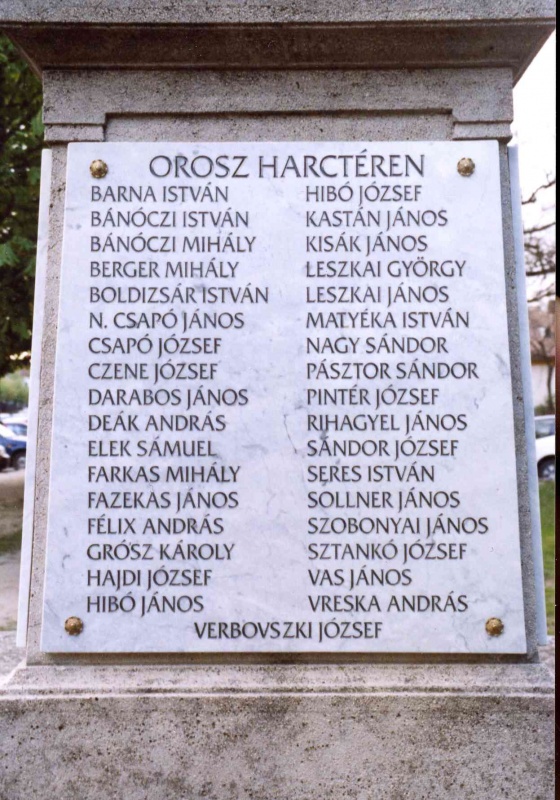 OROSZ HARCTÉREN
BARNA ISTVÁN
BÁNÓCZI ISTVÁN
BÁNÓCZI MIHÁLY
BERGER MIHÁLY
BOLDIZSÁR ISTVÁN
N. CSAPÓ JÁNOS
CSAPÓ JÓZSEF
CZENE JÓZSEF
DARABOS JÁNOS
DEÁK ANDRÁS
ELEK SÁMUEL
FARKAS MIHÁLY
FAZEKAS JÁNOS
FÉLIX ANDRÁS
GRÓSZ KÁROLY
HAJDI JÓZSEF
HIBÓ JÁNOS
HIBÓ JÓZSEF
KASTÁN JÁNOS
KISÁK JÁNOS
LESZKAI GYÖRGY
LESZKAI JÁNOS
MATYÉKA ISTVÁN
NAGY SÁNDOR
PÁSZTOR SÁNDOR
PINTÉR JÓZSEF
RIHAGYEL JÁNOS
SÁNDOR JÓZSEF
SERES ISTVÁN
SOLLNER JÁNOS
SZOBONYAI JÁNOS
SZTANKÓ JÓZSEF
VAS JÁNOS
VRESKA ANDRÁS
VERBOVSZKI JÓZSEF